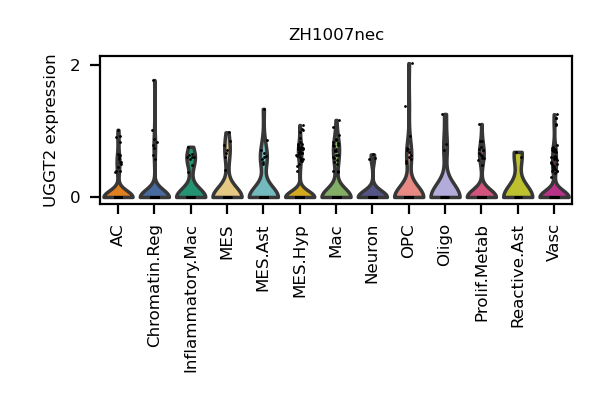 ZH1007nec
UGGT2 expression
2
0
AC
Chromatin.Reg
Inflammatory.Mac
MES
MES.Ast
MES.Hyp
Mac
Neuron
OPC
Oligo
Prolif.Metab
Reactive.Ast
Vasc